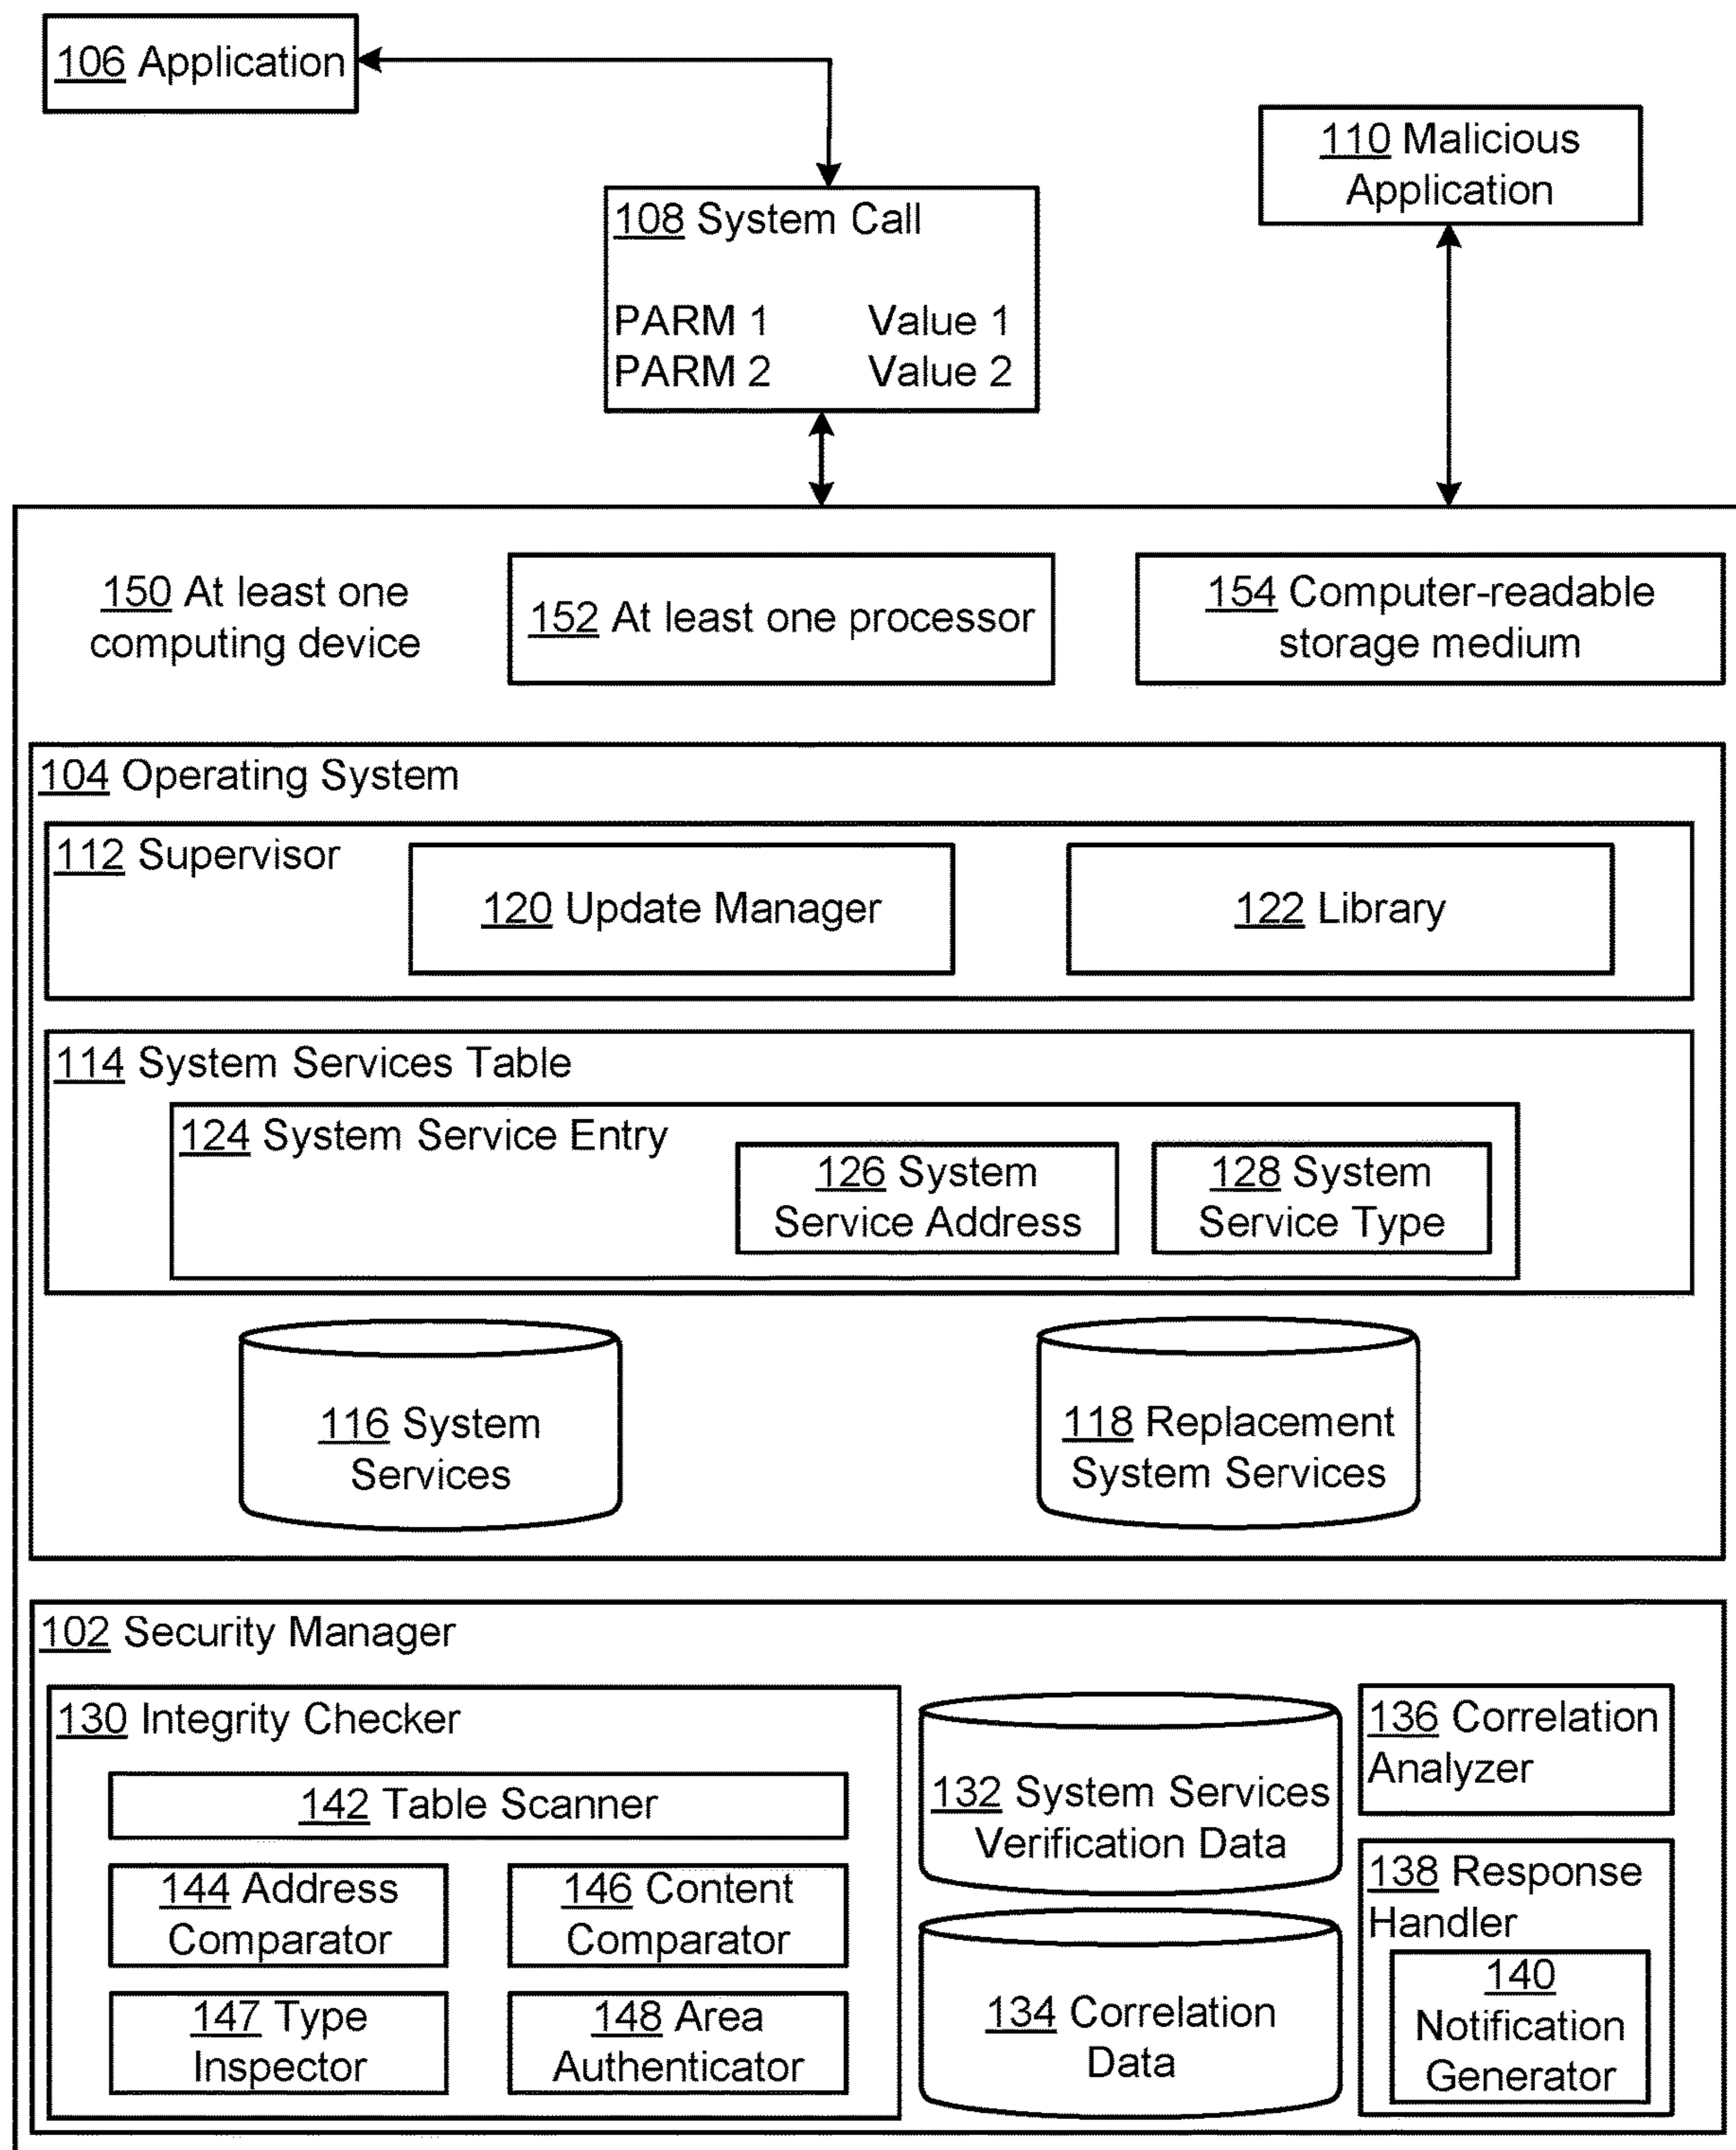 106 Application
110 Malicious
Application
108 System Call
PARM 1 Value 1
PARM 2 Value 2
150 At least one
computing device
152 At least one processor
154 Computer-readable
storage medium
104 Operating System
112 Supervisor
120 Update Manager
122 Library
114 System Services Table
124 System Service Entry
126 System
Service Address
128 System
Service Type
116 System
Services
118 Replacement
System Services
102 Security Manager
130 Integrity Checker
142 Table Scanner
144 Address
Comparator
146 Content
Comparator
147 Type
Inspector
148 Area
Authenticator
132 System Services
Verification Data
134 Correlation
Data
136 Correlation
Analyzer
138 Response
Handler
140
Notification
Generator